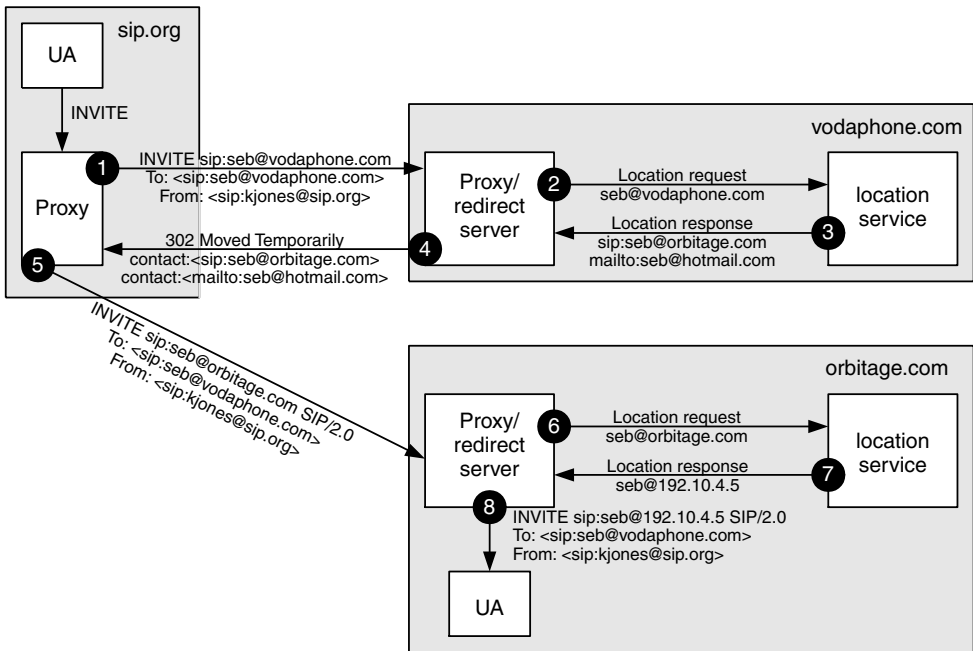 sip.org
UA
INVITE
Proxy
1
INVITE sip:seb@vodaphone.com
To: <sip:seb@vodaphone.com>
From: <sip:kjones@sip.org>
302 Moved Temporarily
contact:<sip:seb@orbitage.com>
contact:<mailto:seb@hotmail.com>
4
5
vodaphone.com
Proxy/
redirect
server
2
Location request
seb@vodaphone.com
Location response
sip:seb@orbitage.com
mailto:seb@hotmail.com
3
location
service
INVITE sip:seb@orbitage.com SIP/2.0
To: <sip:seb@vodaphone.com>
From: <sip:kjones@sip.org>
orbitage.com
Proxy/
redirect
server
6
Location request
seb@orbitage.com
Location response
seb@192.10.4.5
7
location
service
8
INVITE sip:seb@192.10.4.5 SIP/2.0
To: <sip:seb@vodaphone.com>
From: <sip:kjones@sip.org>
UA